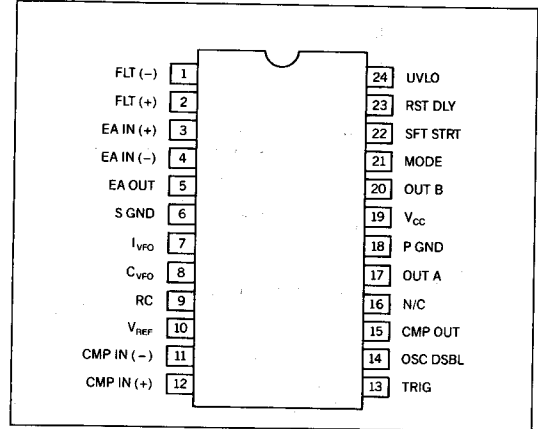 FLT (–) 1
FLT (+) 2
EA IN (+) 3
EA IN (–) 4
EA OUT 5
S GND 6
IVFO 7
CVFO 8
RC 9
VREF 10
CMP IN (–) 11
CMP IN (+) 12
24 UVLO
23 RST DLY
22 SFT STRT
21 MODE
20 OUT B
19 VCC
18 P GND
17 OUT A
16 N/C
15 CMP OUT
14 OSC DSBL
13 TRIG